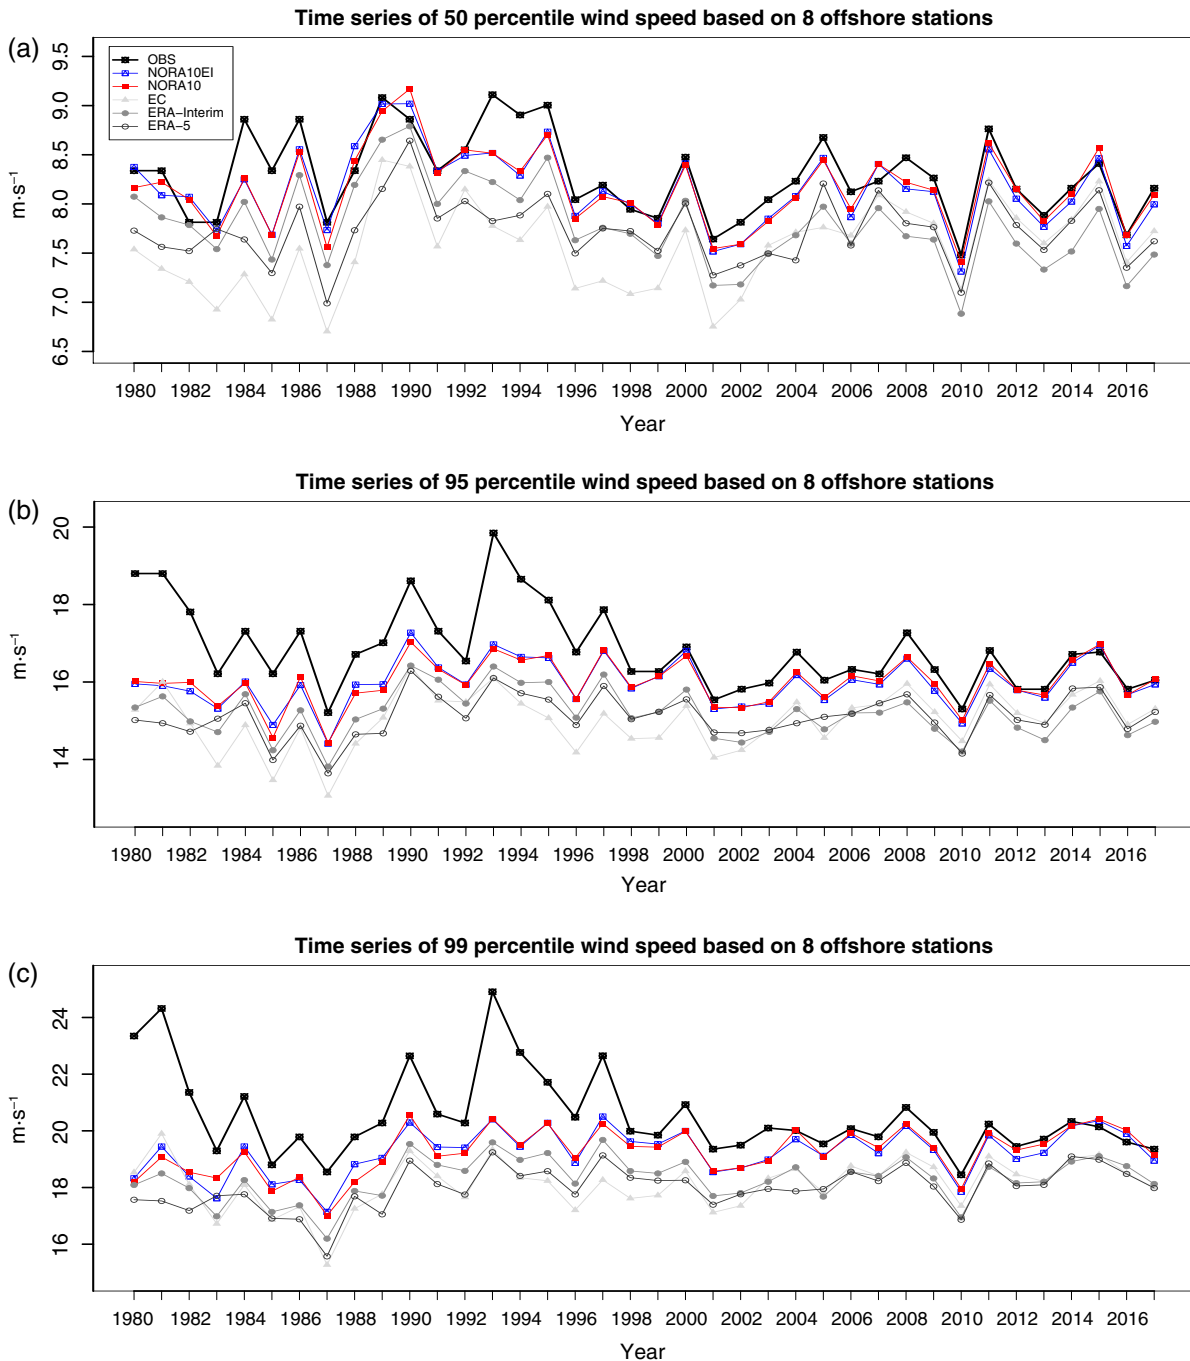 Time series of 50 percentile wind speed based on 8 offshore stations
(a)
OBS
NORA10EI
NORA10
EC
ERA−Interim
ERA−5
9.5
9.0
8.5
8.0
7.5
7.0
6.5
m·s⁻¹
1980 1982 1984 1986 1988 1990 1992 1994 1996 1998 2000 2002 2004 2006 2008 2010 2012 2014 2016
Year
Time series of 95 percentile wind speed based on 8 offshore stations
(b)
20
18
16
14
m·s⁻¹
1980 1982 1984 1986 1988 1990 1992 1994 1996 1998 2000 2002 2004 2006 2008 2010 2012 2014 2016
Year
Time series of 99 percentile wind speed based on 8 offshore stations
(c)
24
22
20
18
16
m·s⁻¹
1980 1982 1984 1986 1988 1990 1992 1994 1996 1998 2000 2002 2004 2006 2008 2010 2012 2014 2016
Year